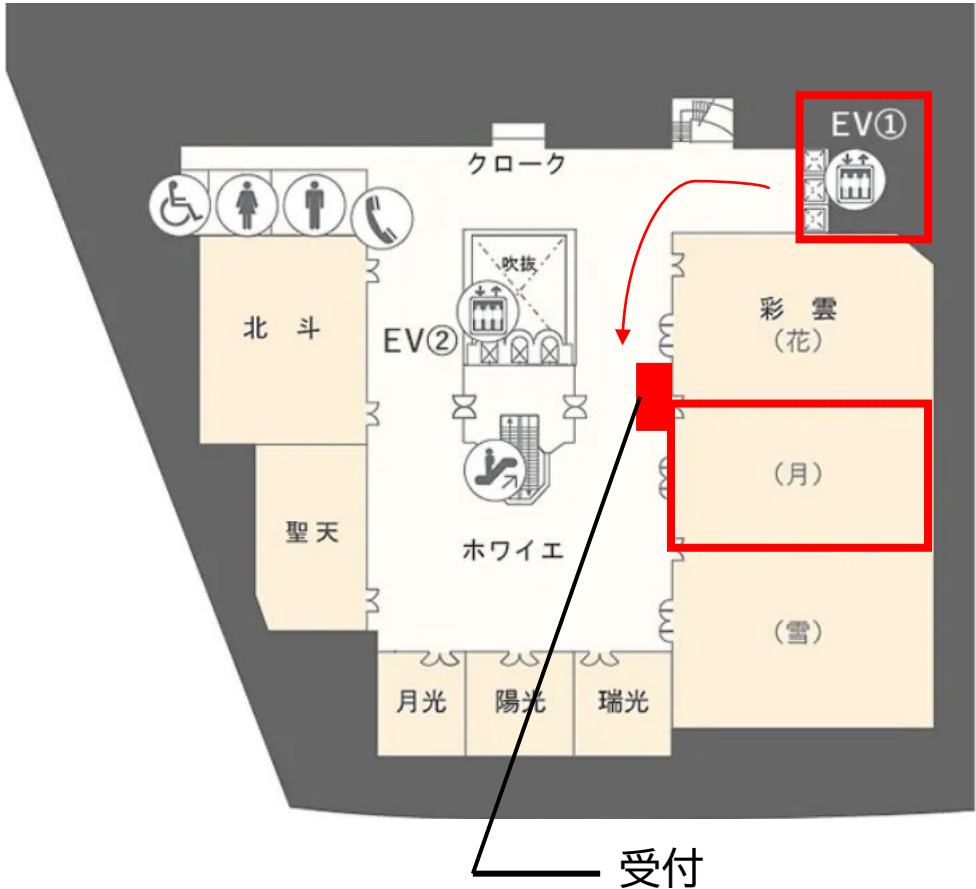 EV①
クローク
吹抜
EV②
北 斗
彩 雲
(花)
(月)
聖天
ホワイエ
(雪)
月光
陽光
瑞光
受付